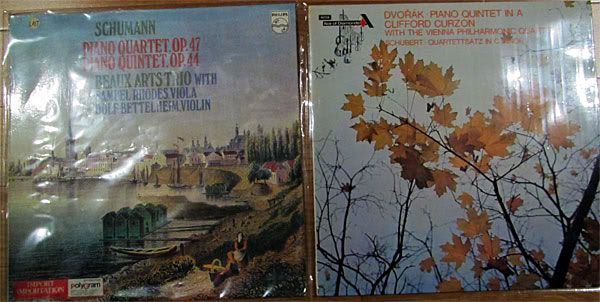 SCHUMANN
PIANO QUARTET, OP. 47
PIANO QUINTET, OP. 44
BEAUX ARTS TRIO WITH
SAMUEL RHODES, VIOLA
DOLF BETTELHEIM, VIOLIN
PHILIPS
IMPORT
IMPORTATION
polygram
Ace of Diamonds
DVOŘÁK · PIANO QUINTET IN A
CLIFFORD CURZON
WITH THE VIENNA PHILHARMONIC QUARTET
SCHUBERT · QUARTETTSATZ IN C MINOR